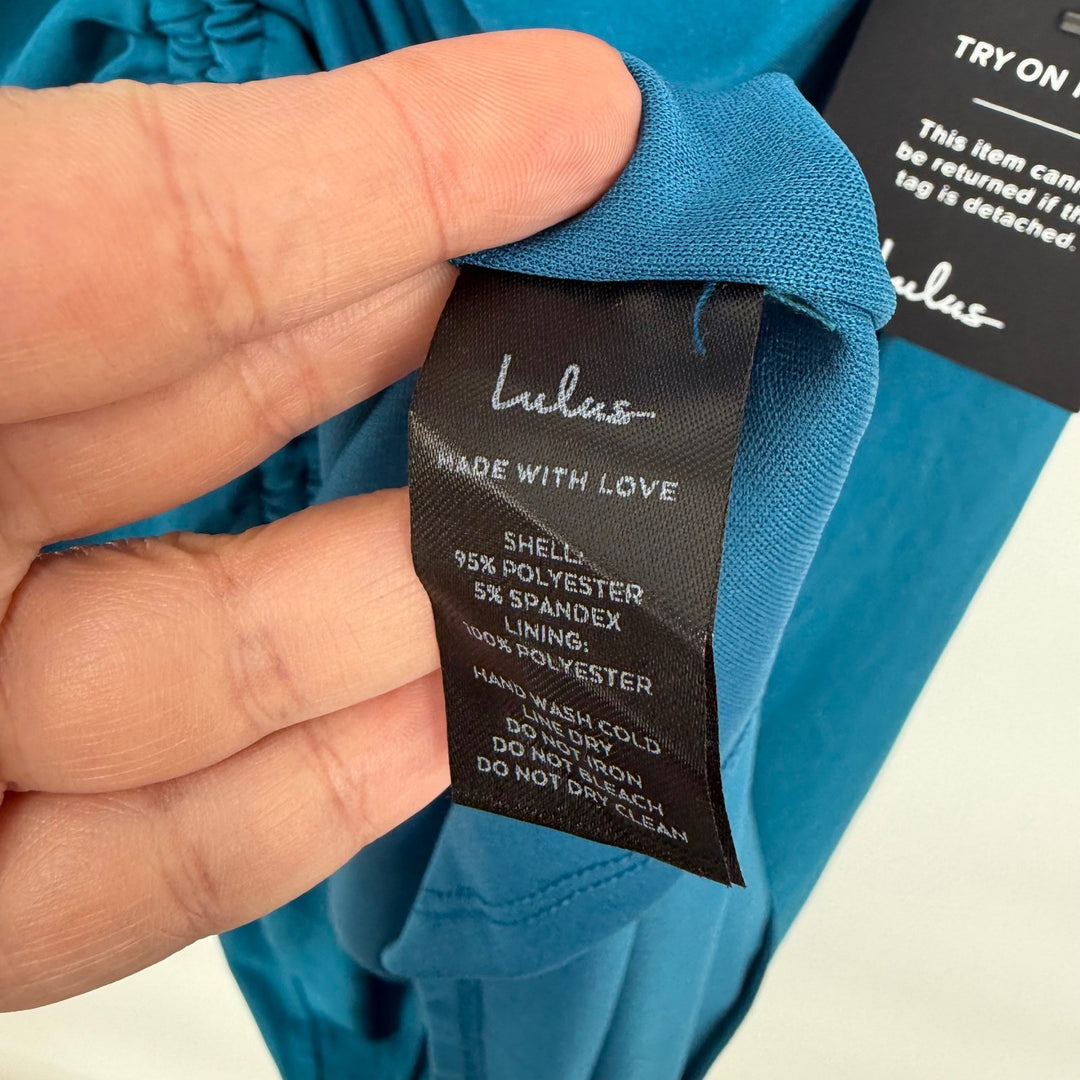 TRY ON
This item
be returned if
tag is detached.
Lulus
Lulus
MADE WITH LOVE
SHELL:
95% POLYESTER
5% SPANDEX
LINING:
100% POLYESTER
HAND WASH COLD
LINE DRY
DO NOT IRON
DO NOT BLEACH
DO NOT DRY CLEAN